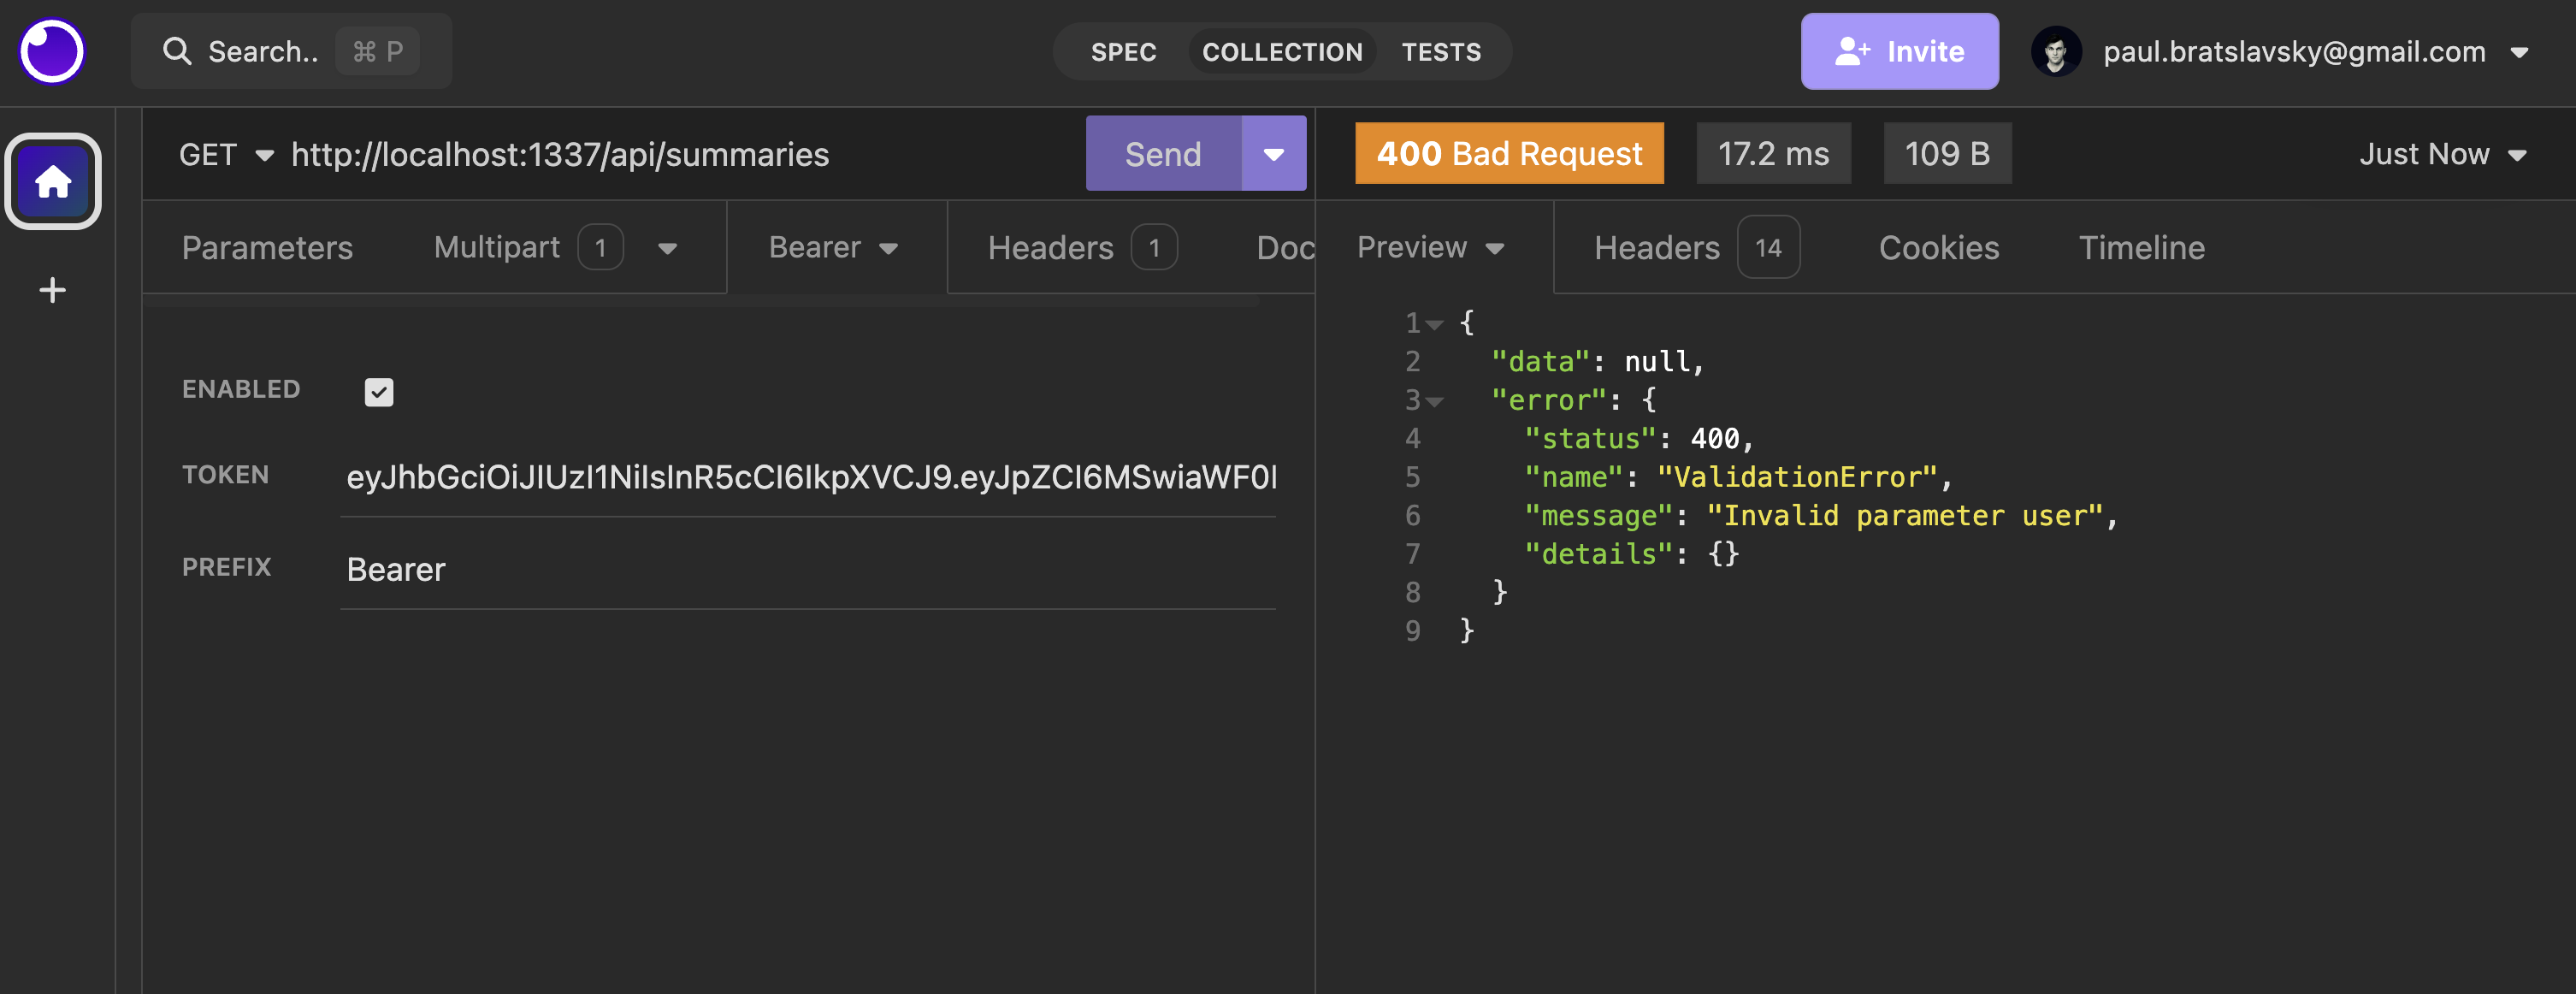 Search.. ⌘ P
SPEC COLLECTION TESTS
Invite
paul.bratslavsky@gmail.com
GET http://localhost:1337/api/summaries
Send
400 Bad Request 17.2 ms 109 B
Just Now
Parameters Multipart 1 Bearer Headers 1 Doc
Preview Headers 14 Cookies Timeline
ENABLED
TOKEN eyJhbGciOiJIUzI1NiIsInR5cCI6IkpXVCJ9.eyJpZCI6MSwiaWF0I
PREFIX Bearer
1 {
2 "data": null,
3 "error": {
4 "status": 400,
5 "name": "ValidationError",
6 "message": "Invalid parameter user",
7 "details": {}
8 }
9 }